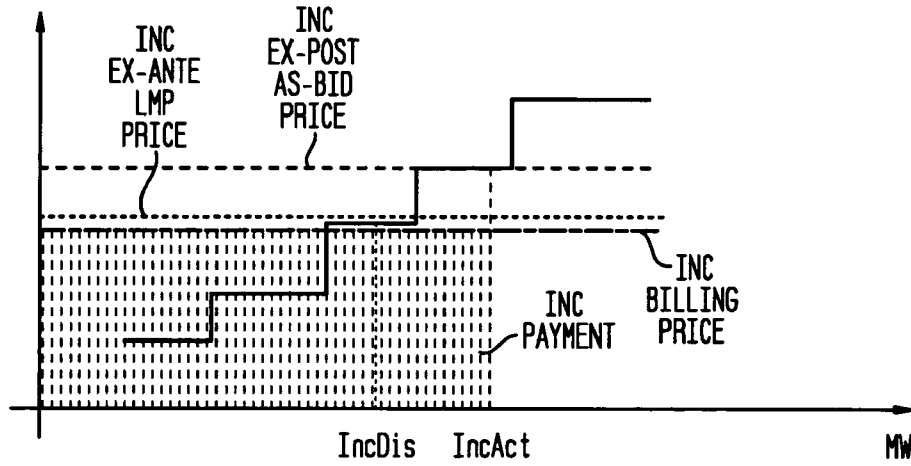 INC
EX-ANTE
LMP
PRICE
INC
EX-POST
AS-BID
PRICE
INC
BILLING
PRICE
INC
PAYMENT
IncDis
IncAct
MW